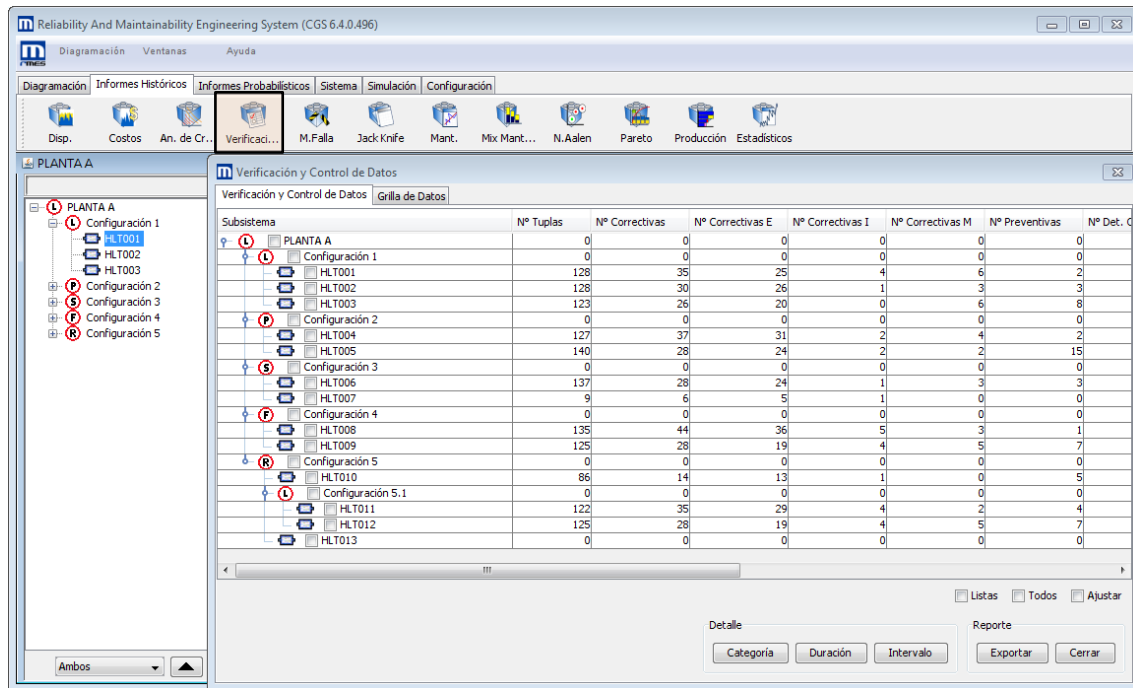 Reliability And Maintainability Engineering System (CGS 6.4.0.496)
Diagramación Ventanas Ayuda
Diagramación Informes Históricos Informes Probabilísticos Sistema Simulación Configuración
Disp. Costos An. de Cr... Verificaci... M.Falla Jack Knife Mant. Mix Mant... N.Aalen Pareto Producción Estadísticos
PLANTA A
PLANTA A
Configuración 1
HLT001
HLT002
HLT003
Configuración 2
Configuración 3
Configuración 4
Configuración 5
Ambos
Verificación y Control de Datos
Verificación y Control de Datos Grilla de Datos
Subsistema Nº Tuplas Nº Correctivas Nº Correctivas E Nº Correctivas I Nº Correctivas M Nº Preventivas Nº Det. C
L PLANTA A 0 0 0 0 0 0
L Configuración 1 0 0 0 0 0 0
HLT001 128 35 25 4 6 2
HLT002 128 30 26 1 3 3
HLT003 123 26 20 0 6 8
P Configuración 2 0 0 0 0 0 0
HLT004 127 37 31 2 4 2
HLT005 140 28 24 2 2 15
S Configuración 3 0 0 0 0 0 0
HLT006 137 28 24 1 3 3
HLT007 9 6 5 1 0 0
F Configuración 4 0 0 0 0 0 0
HLT008 135 44 36 5 3 1
HLT009 125 28 19 4 5 7
R Configuración 5 0 0 0 0 0 0
HLT010 86 14 13 1 0 5
L Configuración 5.1 0 0 0 0 0 0
HLT011 122 35 29 4 2 4
HLT012 125 28 19 4 5 7
HLT013 0 0 0 0 0 0
Listas Todos Ajustar
Detalle Reporte
Categoría Duración Intervalo Exportar Cerrar